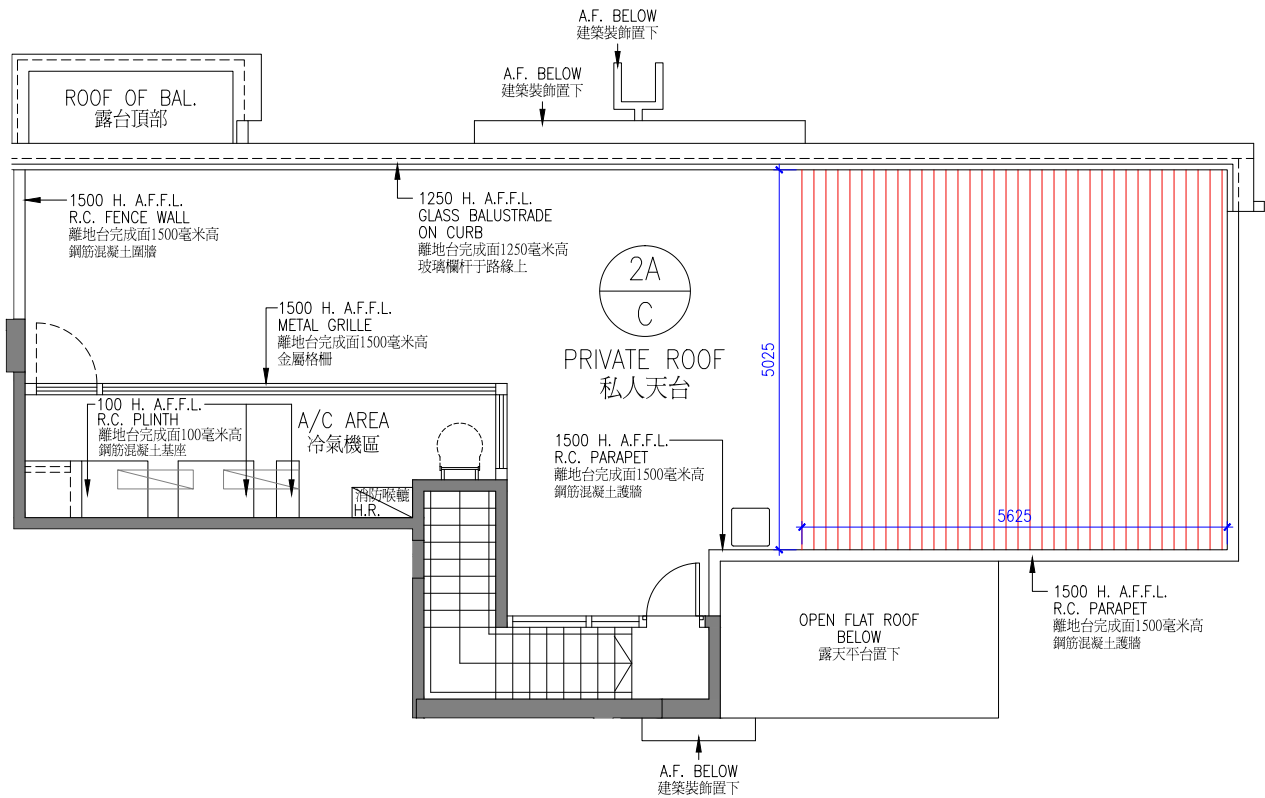 A.F. BELOW
建築裝飾置下
A.F. BELOW
建築裝飾置下
ROOF OF BAL.
露台頂部
1500 H. A.F.F.L.
R.C. FENCE WALL
離地台完成面1500毫米高
鋼筋混凝土圍牆
1250 H. A.F.F.L.
GLASS BALUSTRADE
ON CURB
離地台完成面1250毫米高
玻璃欄杆于路緣上
2A
C
PRIVATE ROOF
私人天台
1500 H. A.F.F.L.
METAL GRILLE
離地台完成面1500毫米高
金屬格柵
5025
100 H. A.F.F.L.
R.C. PLINTH
離地台完成面100毫米高
鋼筋混凝土基座
A/C AREA
冷氣機區
1500 H. A.F.F.L.
R.C. PARAPET
離地台完成面1500毫米高
鋼筋混凝土護牆
消防喉轆
H.R.
5625
1500 H. A.F.F.L.
R.C. PARAPET
離地台完成面1500毫米高
鋼筋混凝土護牆
OPEN FLAT ROOF
BELOW
露天平台置下
A.F. BELOW
建築裝飾置下